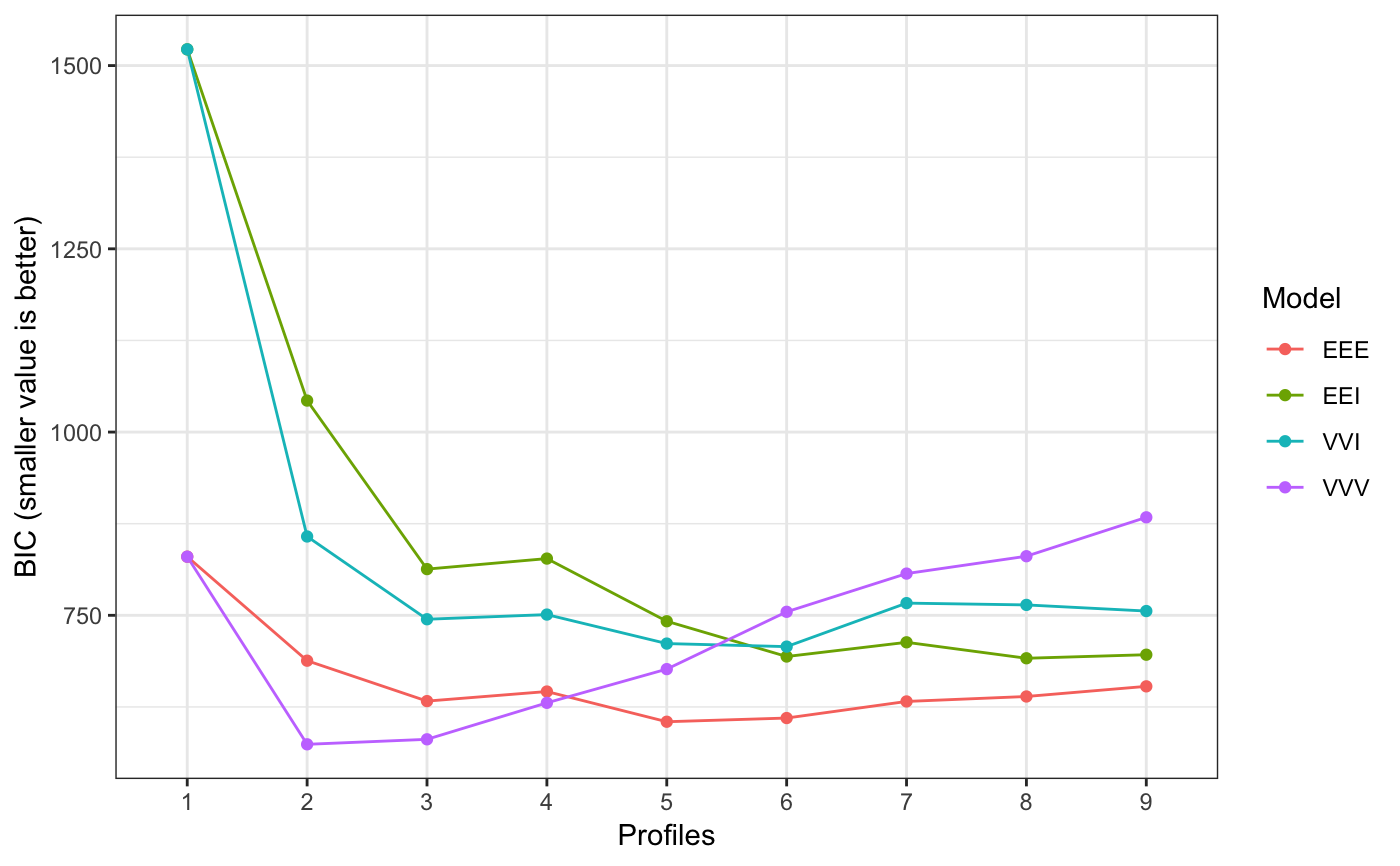 BIC (smaller value is better)
1500
1250
1000
750
1 2 3 4 5 6 7 8 9
Profiles
Model
EEE
EEI
VVI
VVV